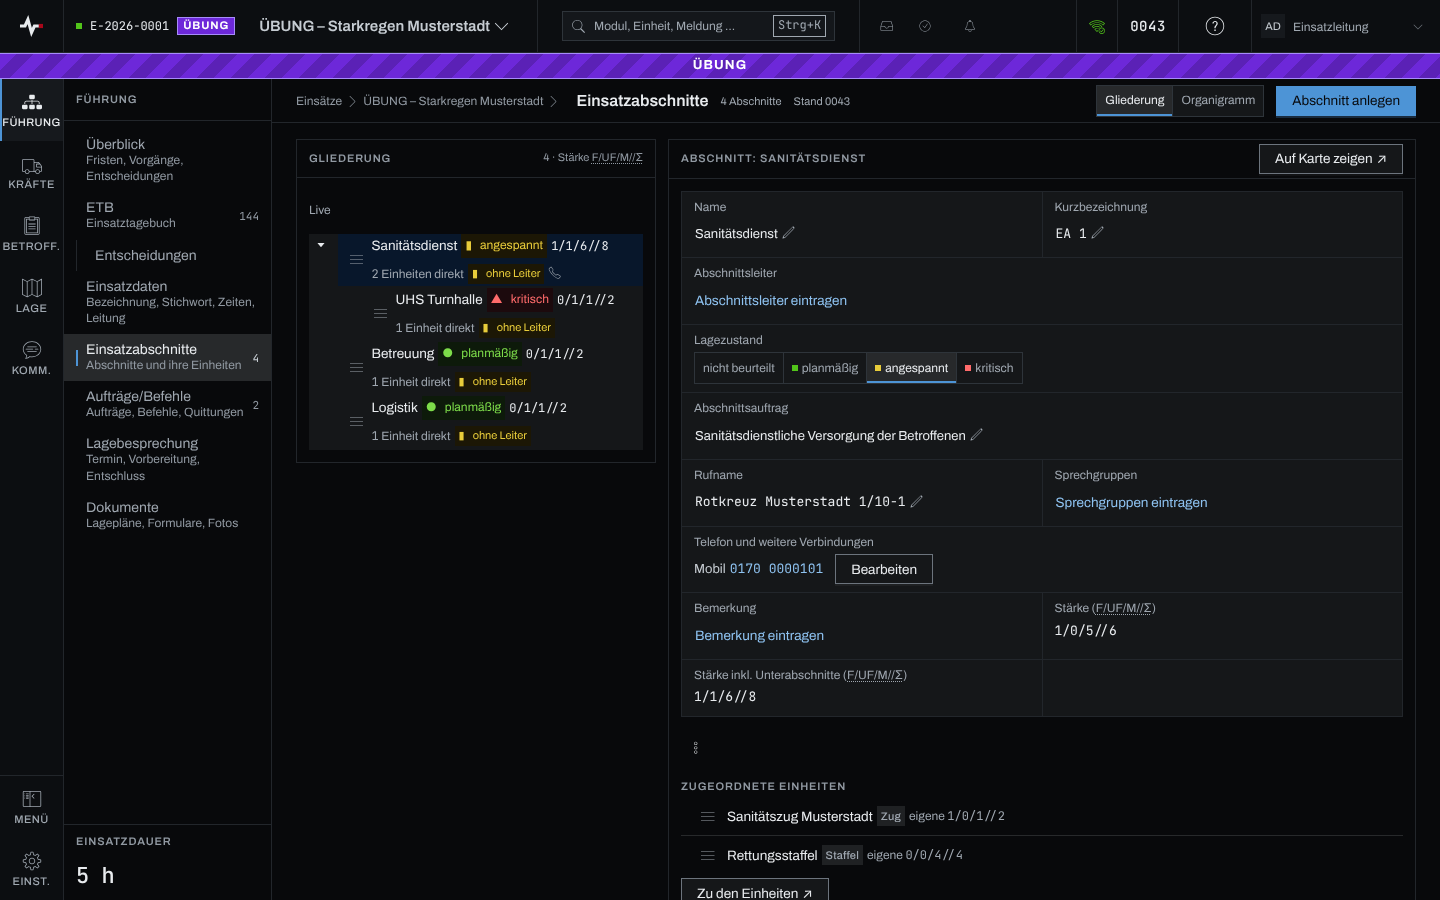 E-2026-0001 ÜBUNG ÜBUNG – Starkregen Musterstadt Modul, Einheit, Meldung ... Strg+K 0043 ? AD Einsatzleitung
ÜBUNG
FÜHRUNG
KRÄFTE
BETROFF.
LAGE
KOMM.
MENÜ
EINST.
FÜHRUNG
Überblick
Fristen, Vorgänge,
Entscheidungen
ETB 144
Einsatztagebuch
Entscheidungen
Einsatzdaten
Bezeichnung, Stichwort, Zeiten,
Leitung
Einsatzabschnitte 4
Abschnitte und ihre Einheiten
Aufträge/Befehle 2
Aufträge, Befehle, Quittungen
Lagebesprechung
Termin, Vorbereitung,
Entschluss
Dokumente
Lagepläne, Formulare, Fotos
EINSATZDAUER
5 h
Einsätze ÜBUNG – Starkregen Musterstadt Einsatzabschnitte 4 Abschnitte Stand 0043 Gliederung Organigramm Abschnitt anlegen
GLIEDERUNG 4 · Stärke F/UF/M//Σ
Live
Sanitätsdienst angespannt 1/1/6//8
2 Einheiten direkt ohne Leiter
UHS Turnhalle kritisch 0/1/1//2
1 Einheit direkt ohne Leiter
Betreuung planmäßig 0/1/1//2
1 Einheit direkt ohne Leiter
Logistik planmäßig 0/1/1//2
1 Einheit direkt ohne Leiter
ABSCHNITT: SANITÄTSDIENST Auf Karte zeigen ↗
Name Kurzbezeichnung
Sanitätsdienst EA 1
Abschnittsleiter
Abschnittsleiter eintragen
Lagezustand
nicht beurteilt planmäßig angespannt kritisch
Abschnittsauftrag
Sanitätsdienstliche Versorgung der Betroffenen
Rufname Sprechgruppen
Rotkreuz Musterstadt 1/10-1 Sprechgruppen eintragen
Telefon und weitere Verbindungen
Mobil 0170 0000101 Bearbeiten
Bemerkung Stärke (F/UF/M//Σ)
Bemerkung eintragen 1/0/5//6
Stärke inkl. Unterabschnitte (F/UF/M//Σ)
1/1/6//8
ZUGEORDNETE EINHEITEN
Sanitätszug Musterstadt Zug eigene 1/0/1//2
Rettungsstaffel Staffel eigene 0/0/4//4
Zu den Einheiten ↗